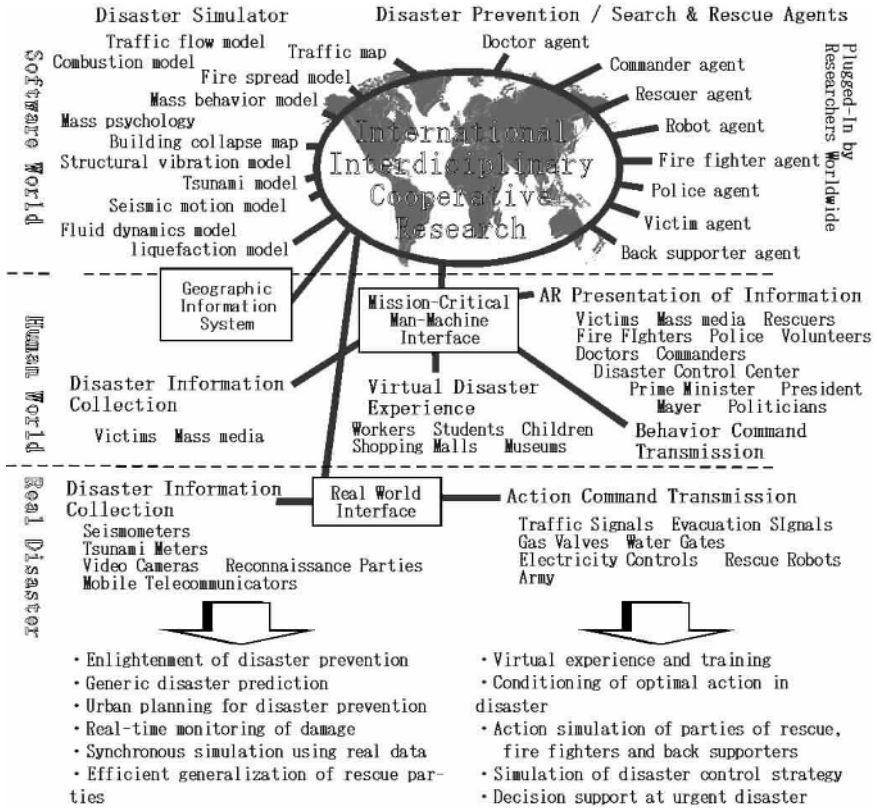 Disaster Simulator
Disaster Prevention / Search & Rescue Agents
Software World
Traffic flow model
Combustion model
Traffic map
Fire spread model
Mass behavior model
Mass psychology
Building collapse map
Structural vibration model
Tsunami model
Seismic motion model
Fluid dynamics model
liquefaction model
International
Interdiciplinary
Cooperative
Research
Doctor agent
Commander agent
Rescuer agent
Robot agent
Fire fighter agent
Police agent
Victim agent
Back supporter agent
Plugged-In by
Researchers Worldwide
Human World
Geographic
Information
System
Mission-Critical
Man-Machine
Interface
AR Presentation of Information
Victims Mass media Rescuers
Fire FIghters Police Volunteers
Doctors Commanders
Disaster Control Center
Prime Minister President
Mayer Politicians
Disaster Information
Collection
Victims Mass media
Virtual Disaster
Experience
Workers Students Children
Shopping Malls Museums
Behavior Command
Transmission
Real Disaster
Disaster Information
Collection
Seismometers
Tsunami Meters
Video Cameras Reconnaissance Parties
Mobile Telecommunicators
Real World
Interface
Action Command Transmission
Traffic Signals Evacuation SIgnals
Gas Valves Water Gates
Electricity Controls Rescue Robots
Army
・Enlightenment of disaster prevention
・Generic disaster prediction
・Urban planning for disaster prevention
・Real-time monitoring of damage
・Synchronous simulation using real data
・Efficient generalization of rescue par-
ties
・Virtual experience and training
・Conditioning of optimal action in
disaster
・Action simulation of parties of rescue,
fire fighters and back supporters
・Simulation of disaster control strategy
・Decision support at urgent disaster